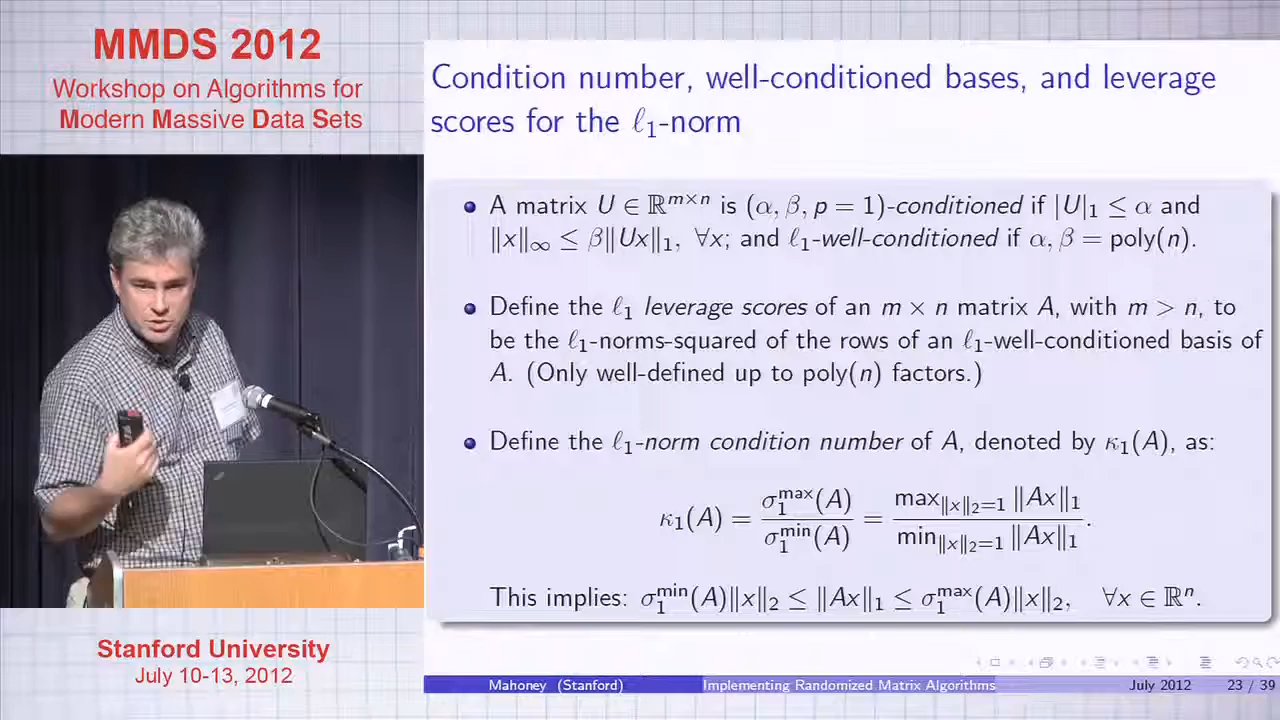 MMDS 2012
Workshop on Algorithms for
Modern Massive Data Sets
Condition number, well-conditioned bases, and leverage
scores for the ℓ₁-norm
A matrix U ∈ ℝ^{m×n} is (α, β, p = 1)-conditioned if |U|₁ ≤ α and
‖x‖_∞ ≤ β‖Ux‖₁, ∀x; and ℓ₁-well-conditioned if α, β = poly(n).
Define the ℓ₁ leverage scores of an m × n matrix A, with m > n, to
be the ℓ₁-norms-squared of the rows of an ℓ₁-well-conditioned basis of
A. (Only well-defined up to poly(n) factors.)
Define the ℓ₁-norm condition number of A, denoted by κ₁(A), as:
κ₁(A) = σ₁^{max}(A) / σ₁^{min}(A) = max_{‖x‖₂=1} ‖Ax‖₁ / min_{‖x‖₂=1} ‖Ax‖₁.
This implies: σ₁^{min}(A)‖x‖₂ ≤ ‖Ax‖₁ ≤ σ₁^{max}(A)‖x‖₂, ∀x ∈ ℝⁿ.
Stanford University
July 10-13, 2012
Mahoney (Stanford) Implementing Randomized Matrix Algorithms July 2012 23 / 39